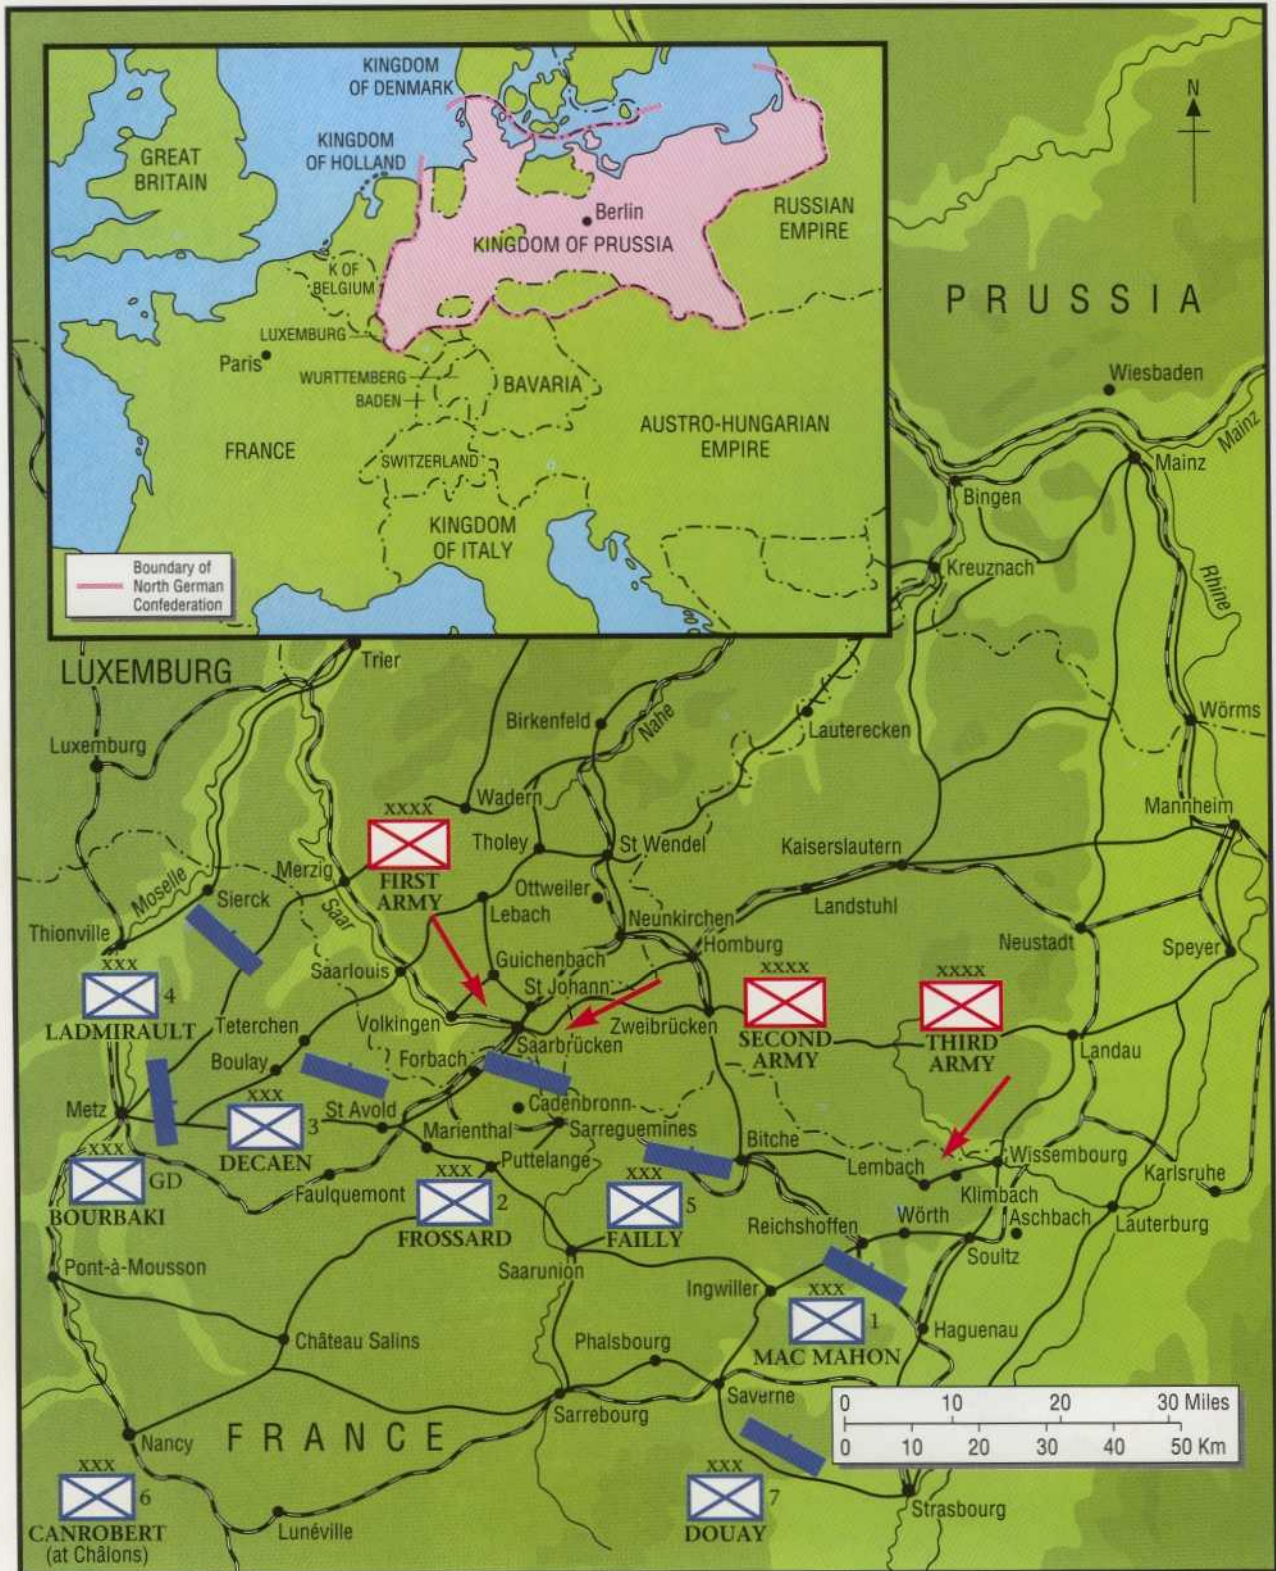 KINGDOM
OF DENMARK
KINGDOM
OF HOLLAND
GREAT
BRITAIN
Berlin
KINGDOM OF PRUSSIA
RUSSIAN
EMPIRE
K OF
BELGIUM
LUXEMBURG
Paris
WURTTEMBERG
BAVARIA
BADEN
FRANCE
AUSTRO-HUNGARIAN
EMPIRE
SWITZERLAND
KINGDOM
OF ITALY
Boundary of
North German
Confederation
N
PRUSSIA
Wiesbaden
Mainz
Mainz
Bingen
Kreuznach
Rhine
LUXEMBURG
Trier
Birkenfeld
Nahe
Lauterecken
Wörms
Luxemburg
Wadern
Mannheim
XXXX
FIRST
ARMY
Tholey
St Wendel
Kaiserslautern
Merzig
Moselle
Sierck
Saar
Ottweiler
Lebach
Landstuhl
Neunkirchen
Thionville
Homburg
Neustadt
Speyer
Saarlouis
Guichenbach
St Johann
XXX
4
LADMIRAULT
XXXX
SECOND
ARMY
XXXX
THIRD
ARMY
Teterchen
Volkingen
Zweibrücken
Saarbrücken
Landau
Boulay
Forbach
Metz
XXX
3
DECAEN
St Avold
Cadenbronn
Marienthal
Sarreguemines
Bitche
Wissembourg
Lembach
Klimbach
Karlsruhe
XXX
GD
BOURBAKI
Puttelange
Faulquemont
XXX
2
FROSSARD
XXX
5
FAILLY
Reichshoffen
Wörth
Aschbach
Lauterburg
Soultz
Pont-à-Mousson
Saarunion
Ingwiller
XXX
1
MAC MAHON
Haguenau
Château Salins
Phalsbourg
Saverne
Sarrebourg
0 10 20 30 Miles
0 10 20 30 40 50 Km
Nancy
FRANCE
XXX
6
CANROBERT
(at Châlons)
Lunéville
XXX
7
DOUAY
Strasbourg